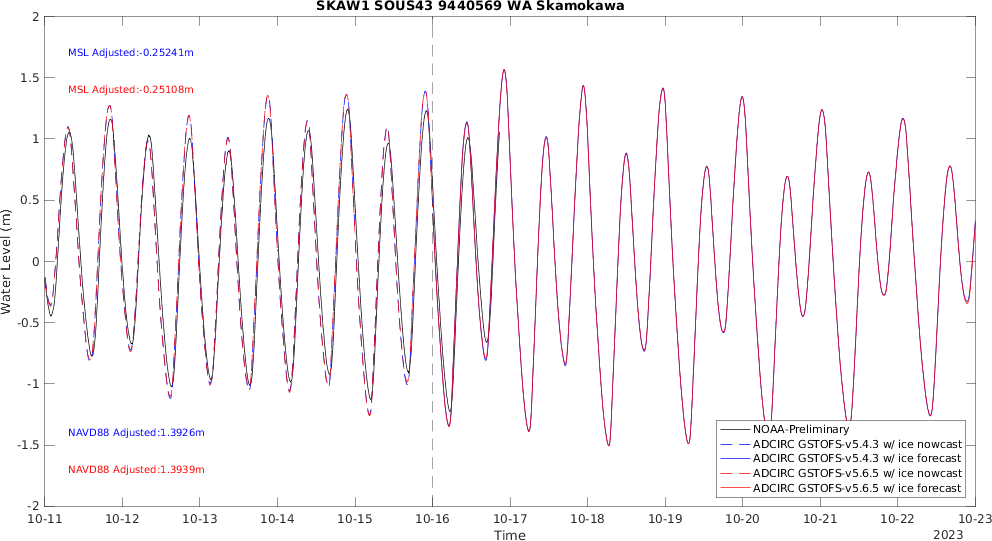 SKAW1 SOUS43 9440569 WA Skamokawa
2
1.5
1
0.5
0
-0.5
-1
-1.5
-2
Water Level (m)
MSL Adjusted:-0.25241m
MSL Adjusted:-0.25108m
NAVD88 Adjusted:1.3926m
NAVD88 Adjusted:1.3939m
NOAA-Preliminary
ADCIRC GSTOFS-v5.4.3 w/ ice nowcast
ADCIRC GSTOFS-v5.4.3 w/ ice forecast
ADCIRC GSTOFS-v5.6.5 w/ ice nowcast
ADCIRC GSTOFS-v5.6.5 w/ ice forecast
10-11 10-12 10-13 10-14 10-15 10-16 10-17 10-18 10-19 10-20 10-21 10-22 10-23
Time
2023